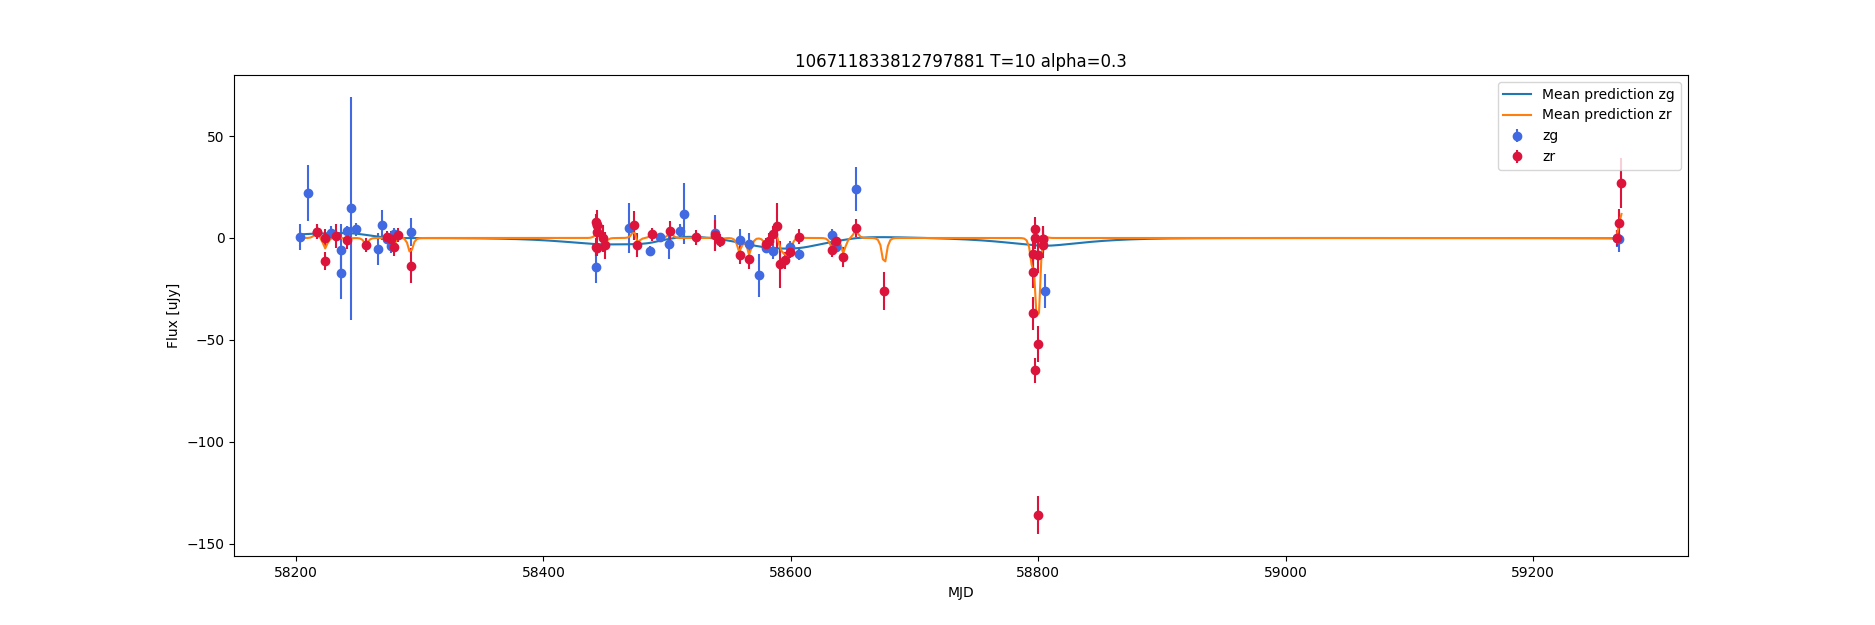 106711833812797881 T=10 alpha=0.3
Mean prediction zg
Mean prediction zr
zg
zr
Flux [uJy]
50
0
−50
−100
−150
58200 58400 58600 58800 59000 59200
MJD